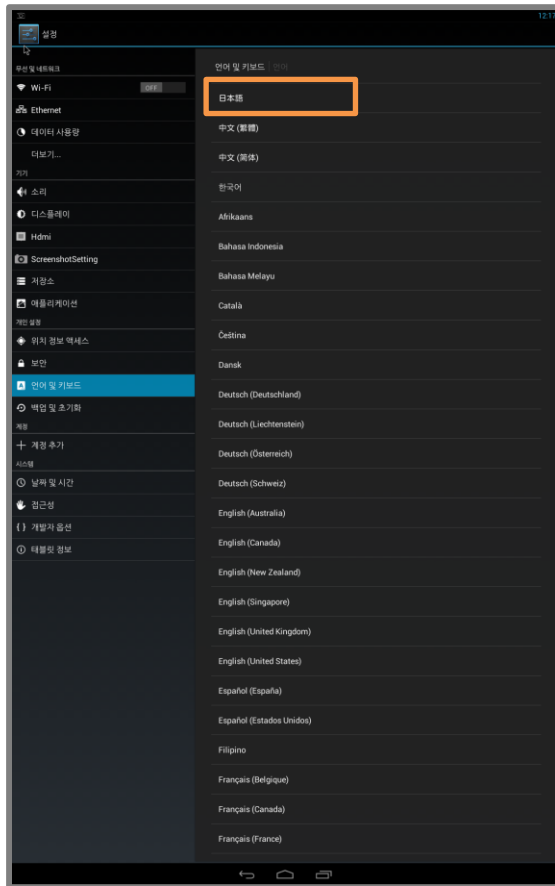 12:17
설정
무선 및 네트워크
Wi-Fi
OFF
Ethernet
데이터 사용량
더보기...
기기
소리
디스플레이
Hdmi
ScreenshotSetting
저장소
애플리케이션
개인 설정
위치 정보 액세스
보안
언어 및 키보드
백업 및 초기화
계정
계정 추가
시스템
날짜 및 시간
접근성
개발자 옵션
태블릿 정보
언어 및 키보드
언어
日本語
中文 (繁體)
中文 (简体)
한국어
Afrikaans
Bahasa Indonesia
Bahasa Melayu
Català
Čeština
Dansk
Deutsch (Deutschland)
Deutsch (Liechtenstein)
Deutsch (Österreich)
Deutsch (Schweiz)
English (Australia)
English (Canada)
English (New Zealand)
English (Singapore)
English (United Kingdom)
English (United States)
Español (España)
Español (Estados Unidos)
Filipino
Français (Belgique)
Français (Canada)
Français (France)